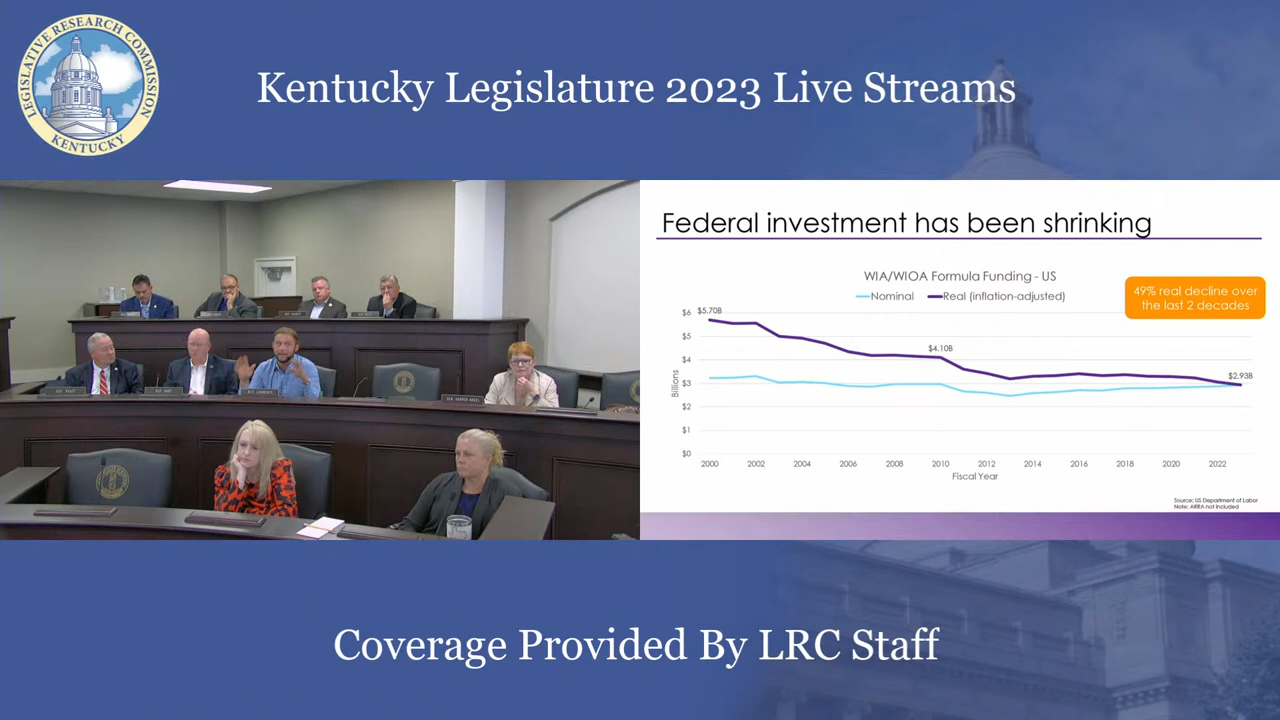 LEGISLATIVE RESEARCH COMMISSION
KENTUCKY
Kentucky Legislature 2023 Live Streams
Federal investment has been shrinking
WIA/WIOA Formula Funding - US
Nominal
Real (inflation-adjusted)
49% real decline over
the last 2 decades
$6
$5
$4
$3
$2
$1
$0
Billions
$5.70B
$4.10B
$2.93B
2000
2002
2004
2006
2008
2010
2012
2014
2016
2018
2020
2022
Fiscal Year
Source: US Department of Labor
Note: ARRA not included
Coverage Provided By LRC Staff